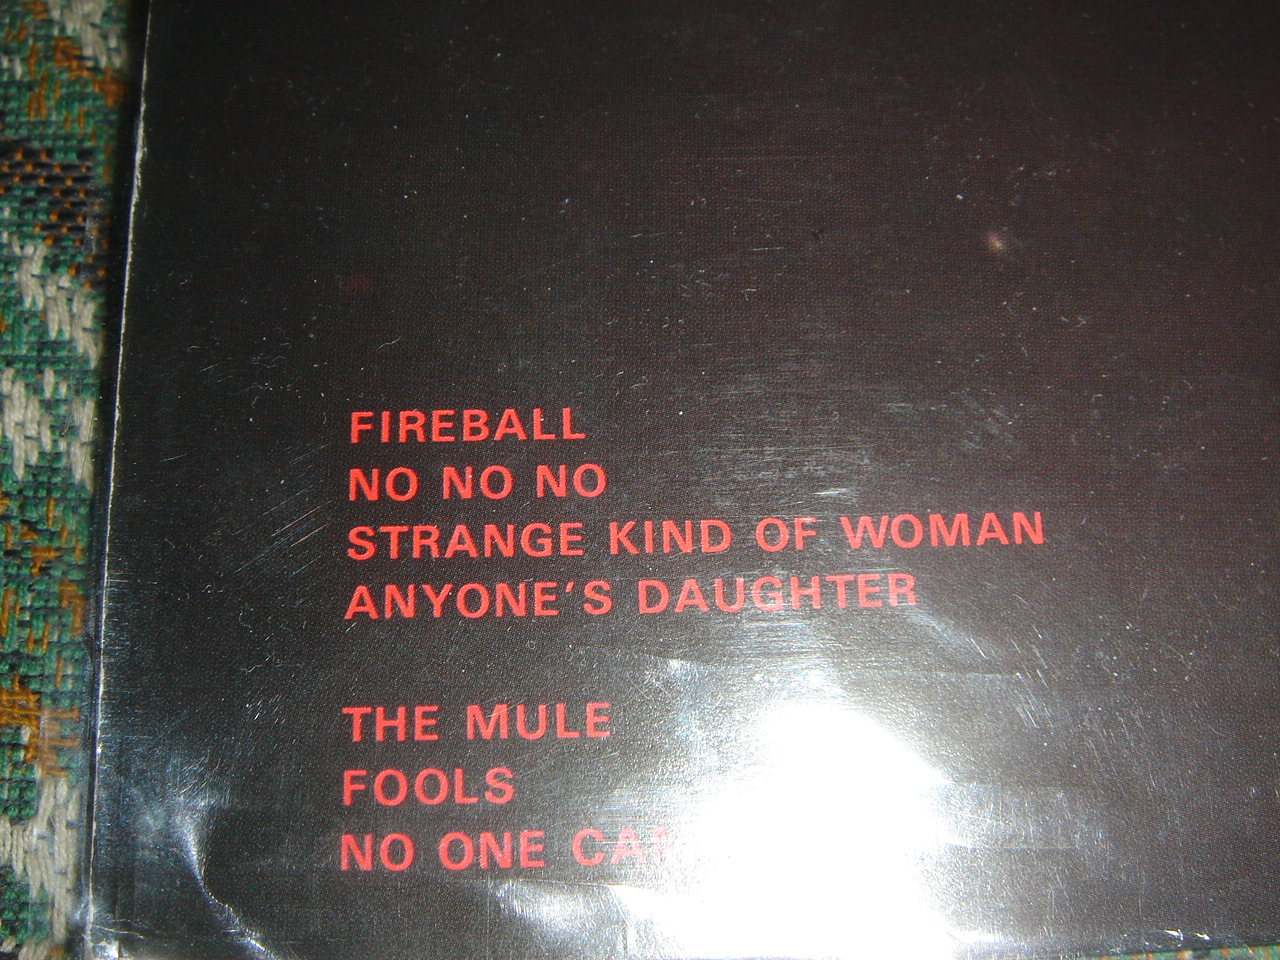 FIREBALL
NO NO NO
STRANGE KIND OF WOMAN
ANYONE'S DAUGHTER
THE MULE
FOOLS
NO ONE